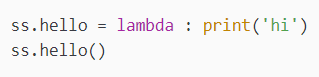 ss.hello = lambda : print('hi')
ss.hello()